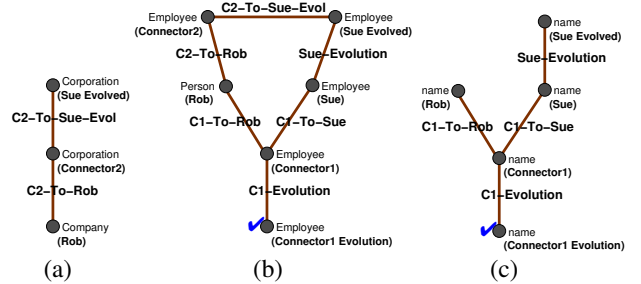 Corporation
(Sue Evolved)
C2-To-Sue-Evol
Corporation
(Connector2)
C2-To-Rob
Company
(Rob)
(a)
C2-To-Sue-Evol
Employee
(Connector2)
Employee
(Sue Evolved)
C2-To-Rob
Sue-Evolution
Person
(Rob)
Employee
(Sue)
C1-To-Rob
C1-To-Sue
Employee
(Connector1)
C1-Evolution
Employee
(Connector1 Evolution)
(b)
name
(Sue Evolved)
Sue-Evolution
name
(Rob)
name
(Sue)
C1-To-Rob
C1-To-Sue
name
(Connector1)
C1-Evolution
name
(Connector1 Evolution)
(c)